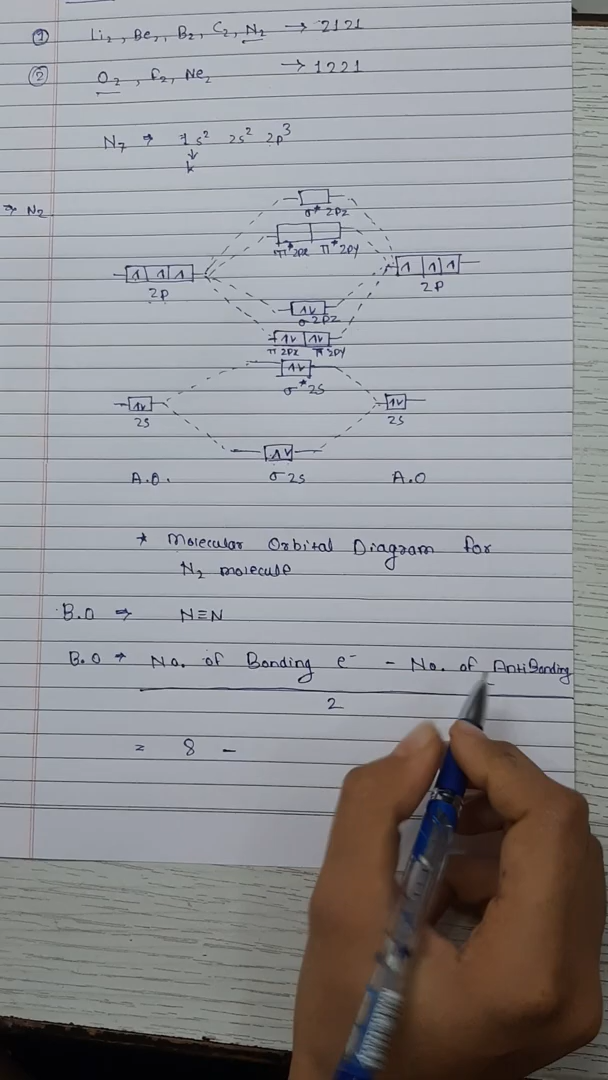 ① Li₂, Be₂, B₂, C₂, N₂ → 2121
② O₂, F₂, Ne₂ → 1221
N₇ → 1s² 2s² 2p³
↓
k
⇒ N₂
σ* 2pz
π*2px π*2py
2p 2p
σ 2pz
π 2px π 2py
σ* 2s
2s 2s
σ 2s
A.O. A.O
* Molecular Orbital Diagram for
N₂ molecule
B.O ⇒ N≡N
B.O → No. of Bonding e⁻ - No. of AntiBonding
2
= 8 -